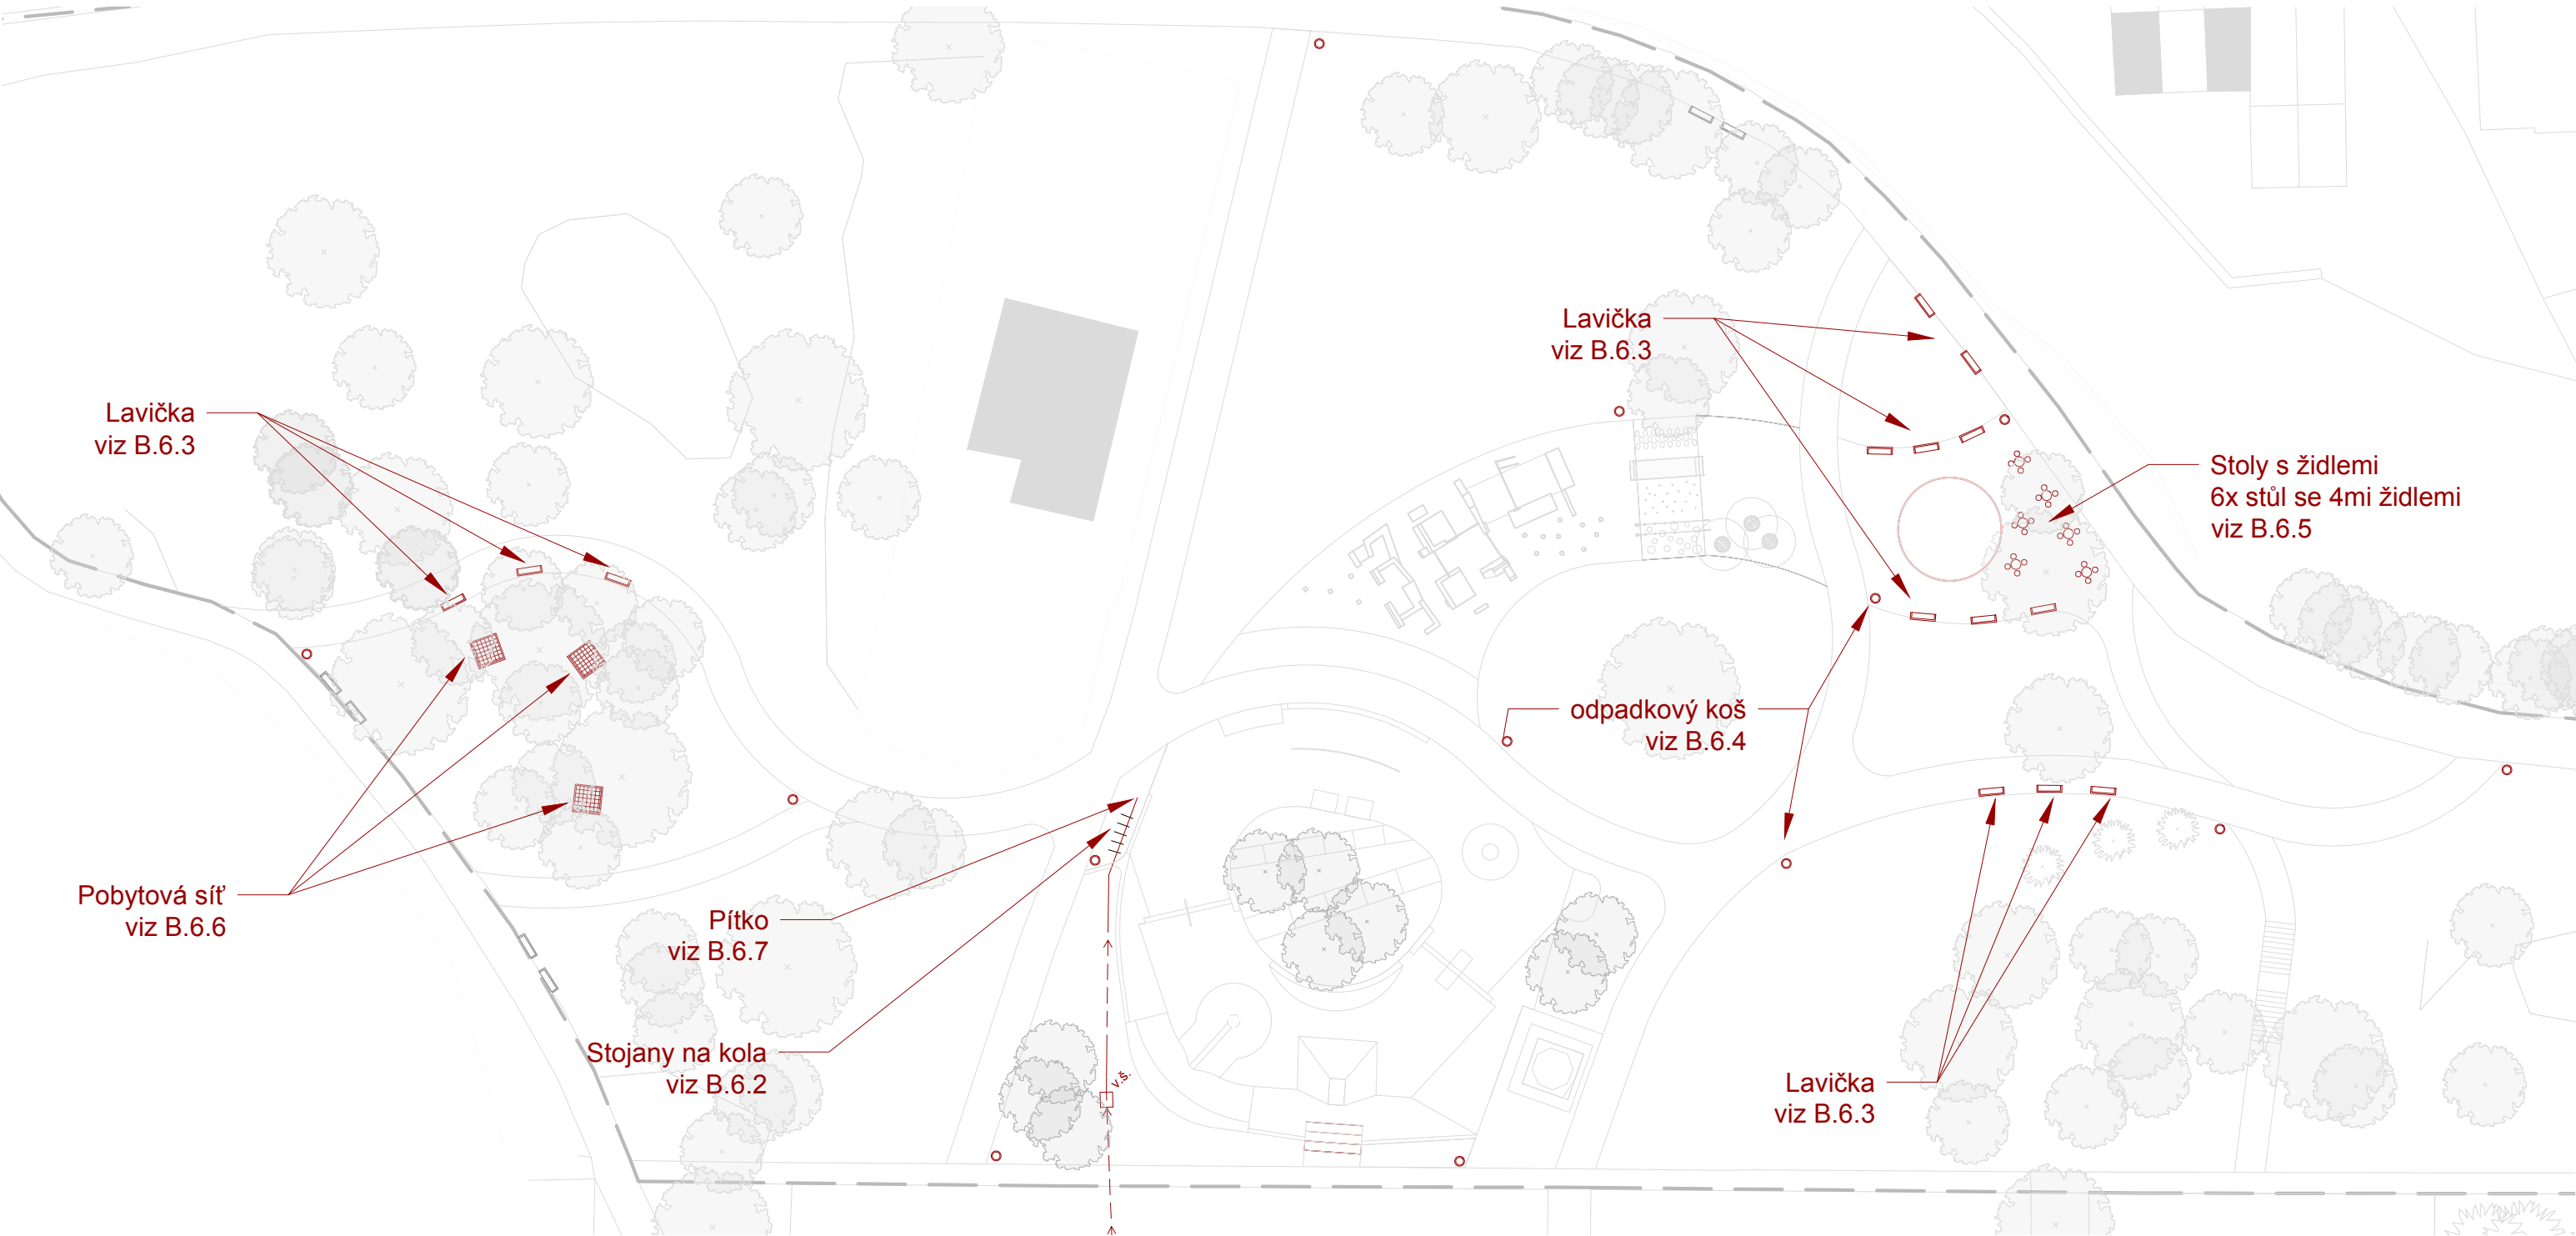 Lavička
viz B.6.3
Lavička
viz B.6.3
Stoly s židlemi
6x stůl se 4mi židlemi
viz B.6.5
odpadkový koš
viz B.6.4
Pobytová síť
viz B.6.6
Pítko
viz B.6.7
Stojany na kola
viz B.6.2
v.š.
Lavička
viz B.6.3